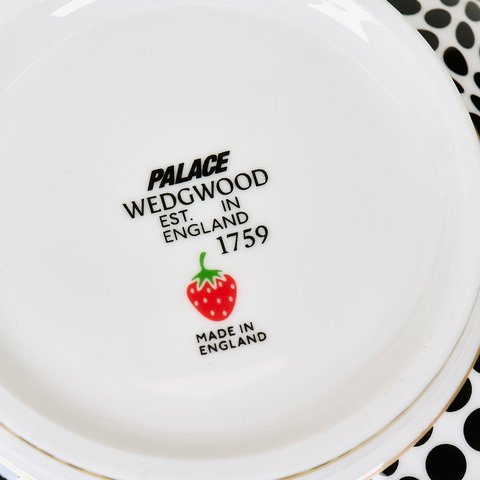 PALACE
WEDGWOOD
EST. IN
ENGLAND
1759
MADE IN
ENGLAND